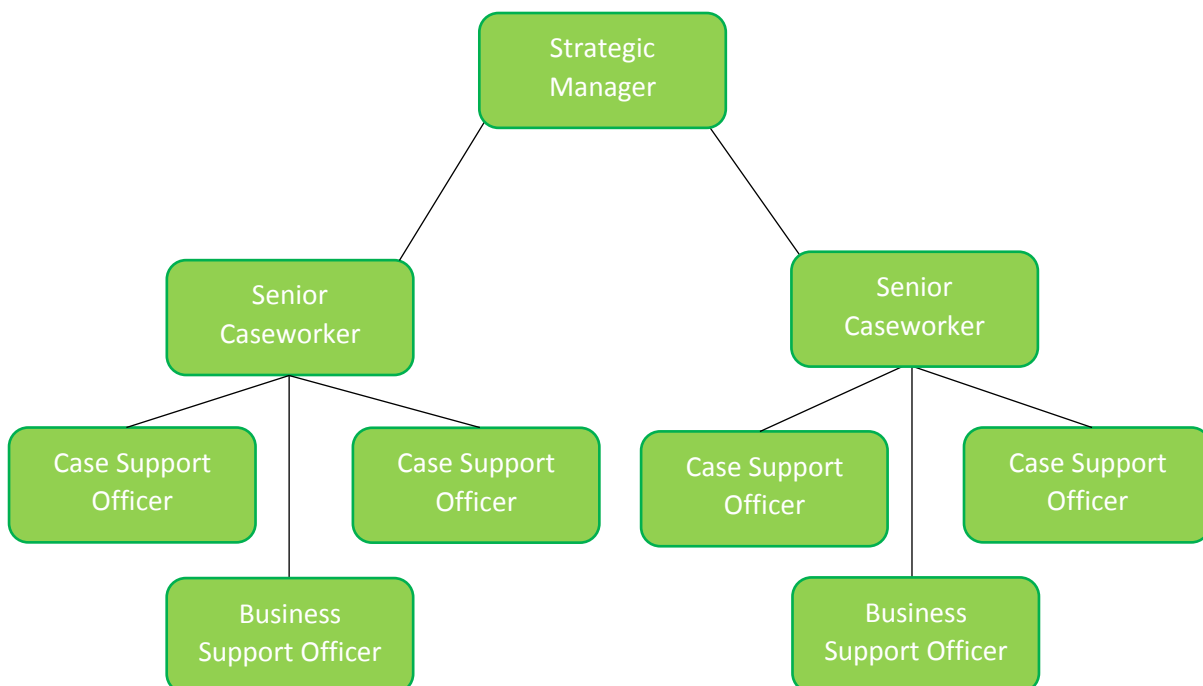 Strategic
Manager
Senior
Caseworker
Senior
Caseworker
Case Support
Officer
Case Support
Officer
Case Support
Officer
Case Support
Officer
Business
Support Officer
Business
Support Officer